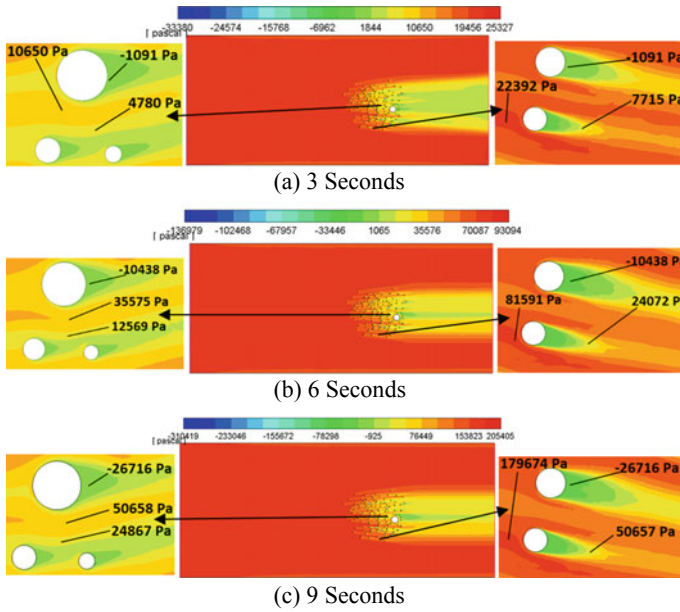 -33380 -24574 -15768 -6962 1844 10650 19456 25327
[ pascal ]
10650 Pa
-1091 Pa
4780 Pa
-1091 Pa
22392 Pa
7715 Pa
(a) 3 Seconds
-136979 -102468 -67957 -33446 1065 35576 70087 93094
[ pascal ]
-10438 Pa
35575 Pa
12569 Pa
-10438 Pa
81591 Pa
24072 Pa
(b) 6 Seconds
-310419 -233046 -155672 -78298 -925 76449 153823 205405
[ pascal ]
-26716 Pa
50658 Pa
24867 Pa
179674 Pa
-26716 Pa
50657 Pa
(c) 9 Seconds